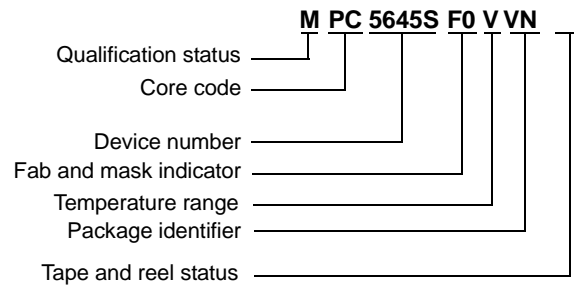 M PC 5645S F0 V VN
Qualification status
Core code
Device number
Fab and mask indicator
Temperature range
Package identifier
Tape and reel status